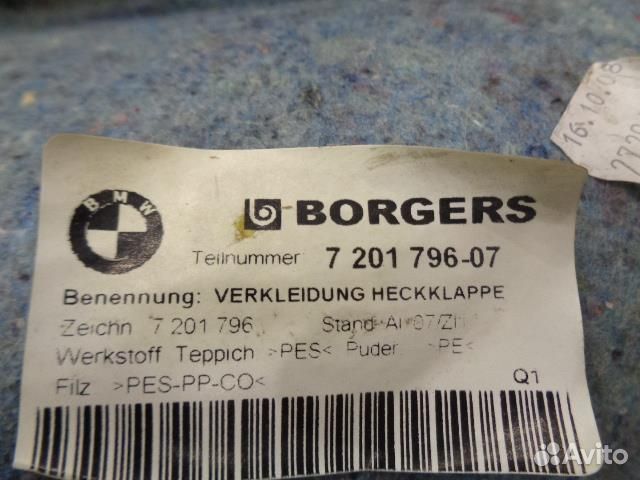 BMW
BORGERS
Teilnummer 7 201 796-07
Benennung: VERKLEIDUNG HECKKLAPPE
Zeichn 7 201 796 Stand
Werkstoff Teppich >PES< Puder >PE<
Filz >PES-PP-CO<
Q1
16.10.08
Avito